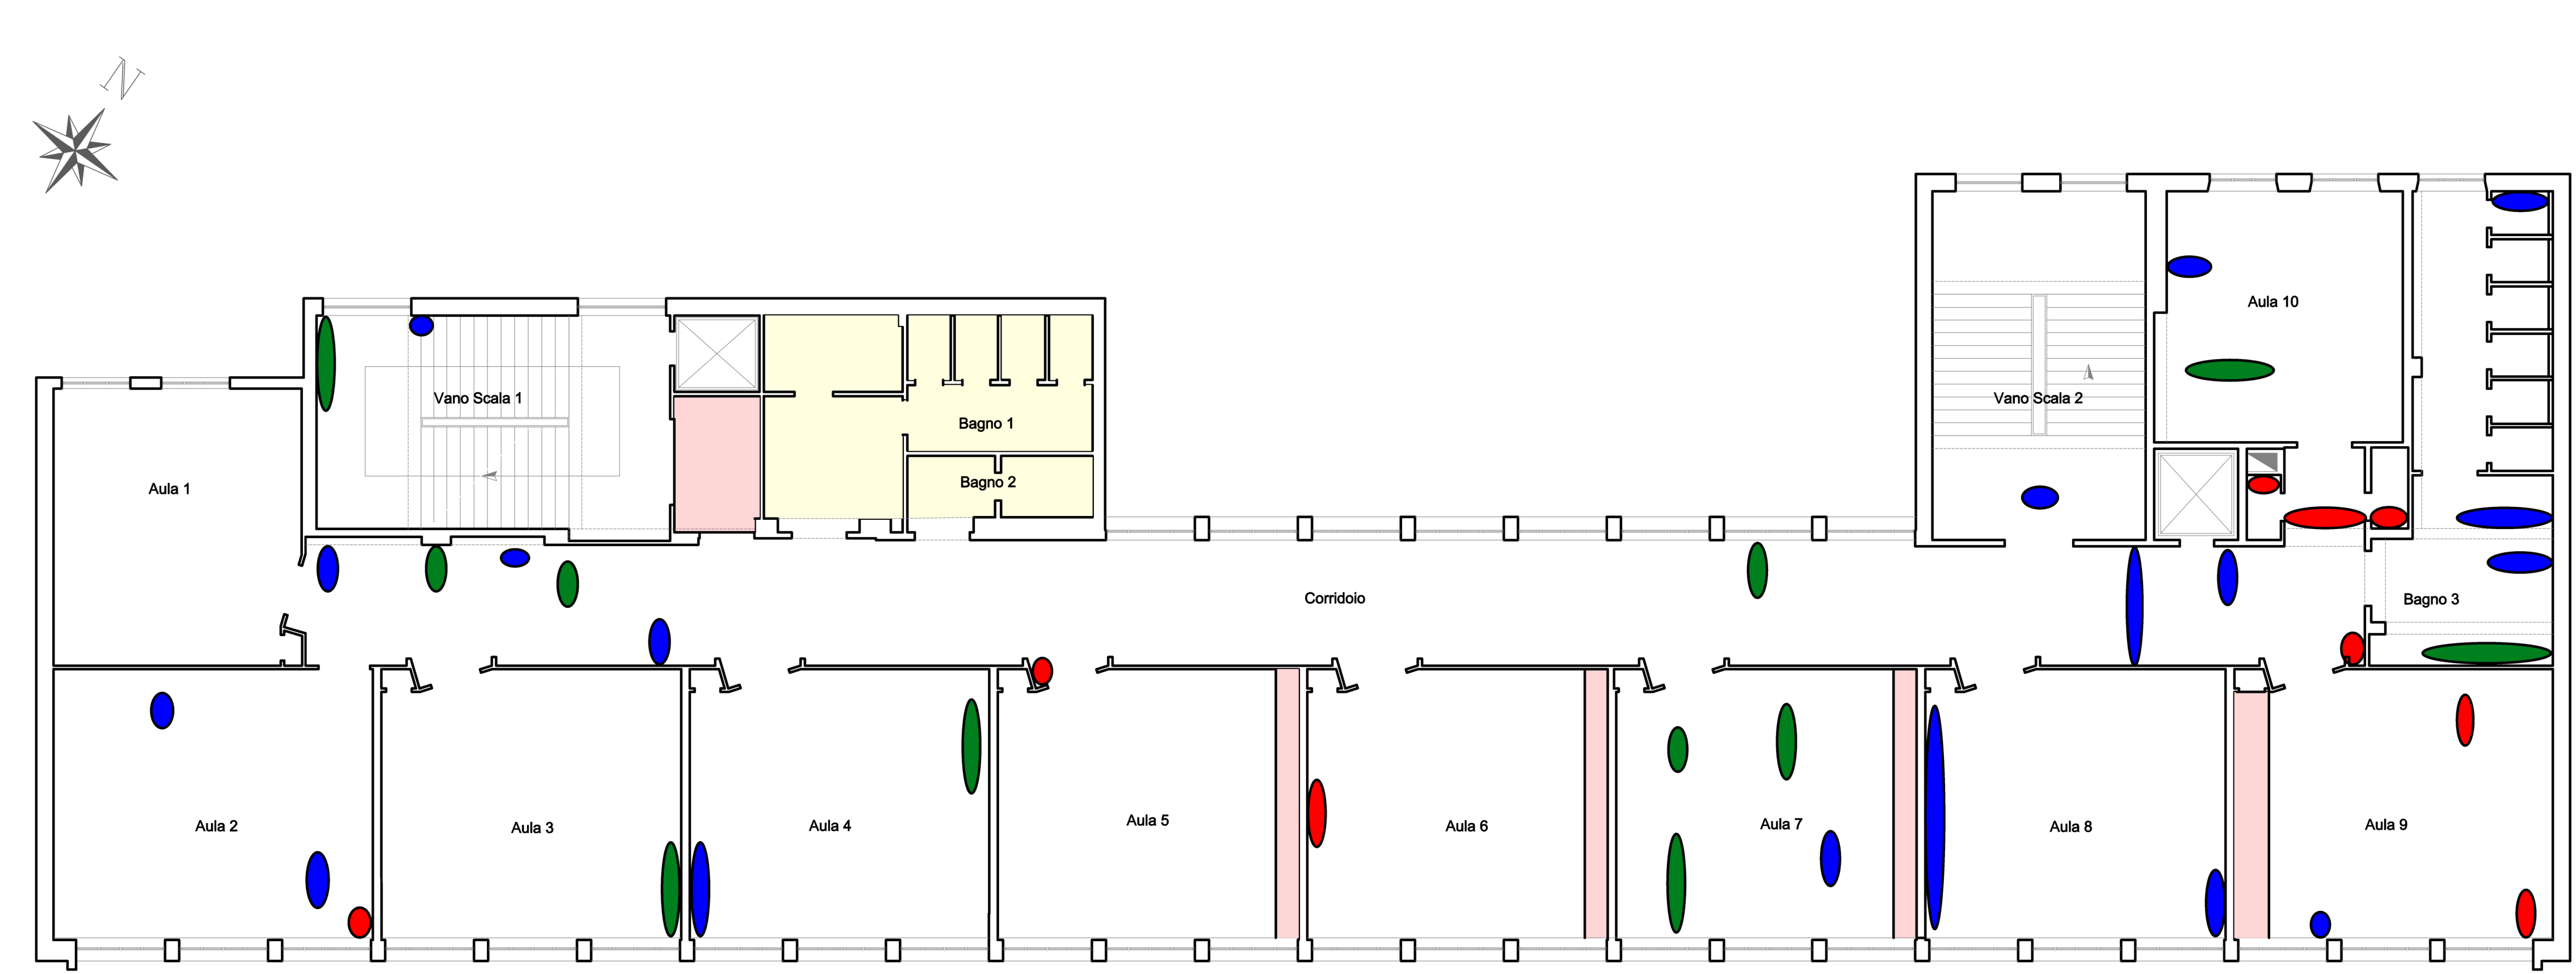 N
Aula 10
Vano Scala 1
Vano Scala 2
Bagno 1
Bagno 2
Aula 1
Corridoio
Bagno 3
Aula 2
Aula 3
Aula 4
Aula 5
Aula 6
Aula 7
Aula 8
Aula 9